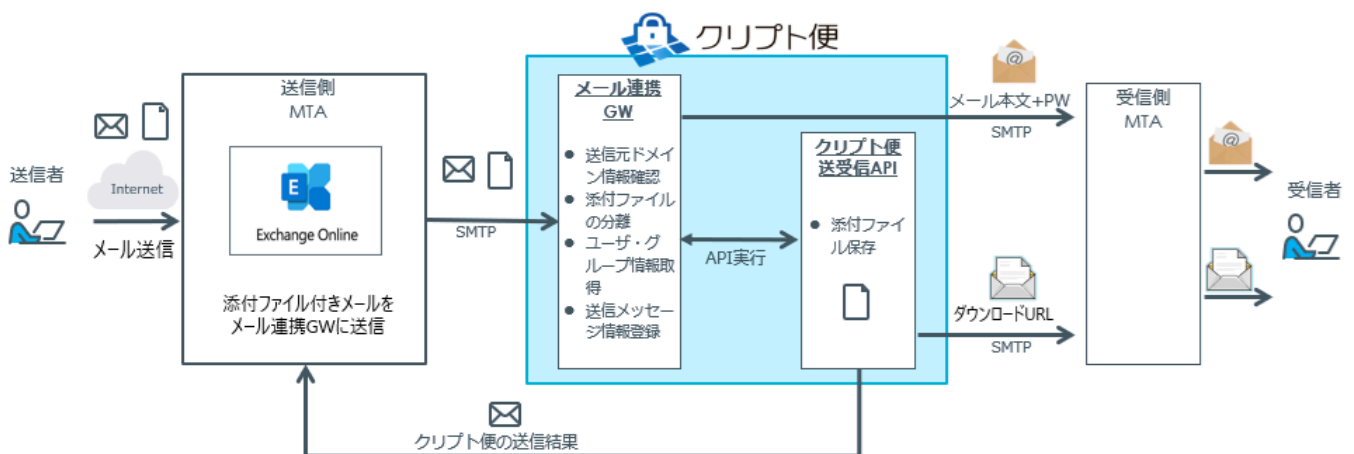 クリプト便
送信者
Internet
メール送信
送信側
MTA
E
Exchange Online
添付ファイル付きメールを
メール連携GWに送信
SMTP
メール連携
GW
● 送信元ドメイ
ン情報確認
● 添付ファイル
の分離
● ユーザ・グ
ループ情報取
得
● 送信メッセー
ジ情報登録
API実行
クリプト便
送受信API
● 添付ファイ
ル保存
@
メール本文+PW
SMTP
ダウンロードURL
SMTP
受信側
MTA
@
受信者
クリプト便の送信結果